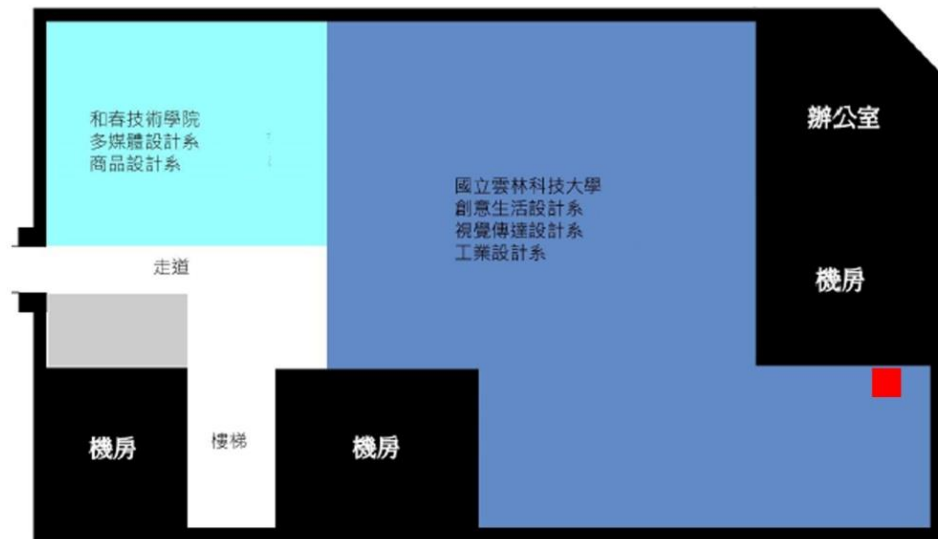 和春技術學院
多媒體設計系
商品設計系
國立雲林科技大學
創意生活設計系
視覺傳達設計系
工業設計系
辦公室
機房
走道
機房
樓梯
機房